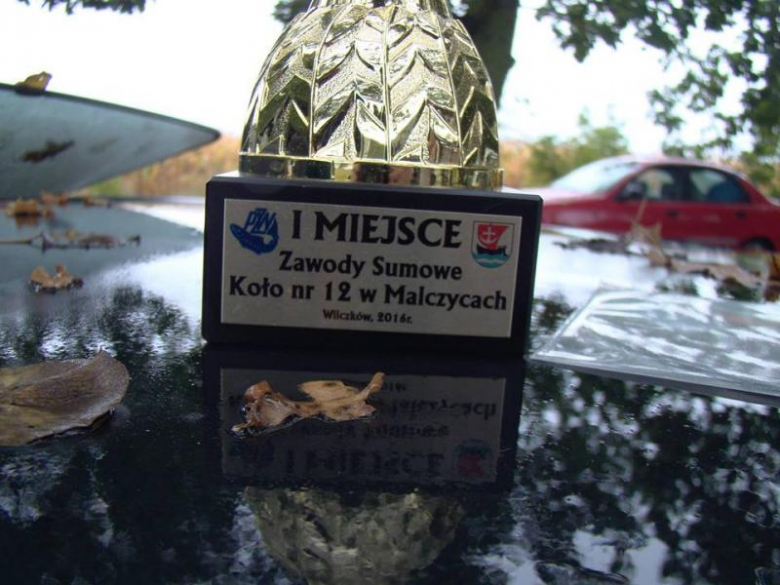 PZW
I MIEJSCE
Zawody Sumowe
Koło nr 12 w Malczycach
Wilczków, 2016r.